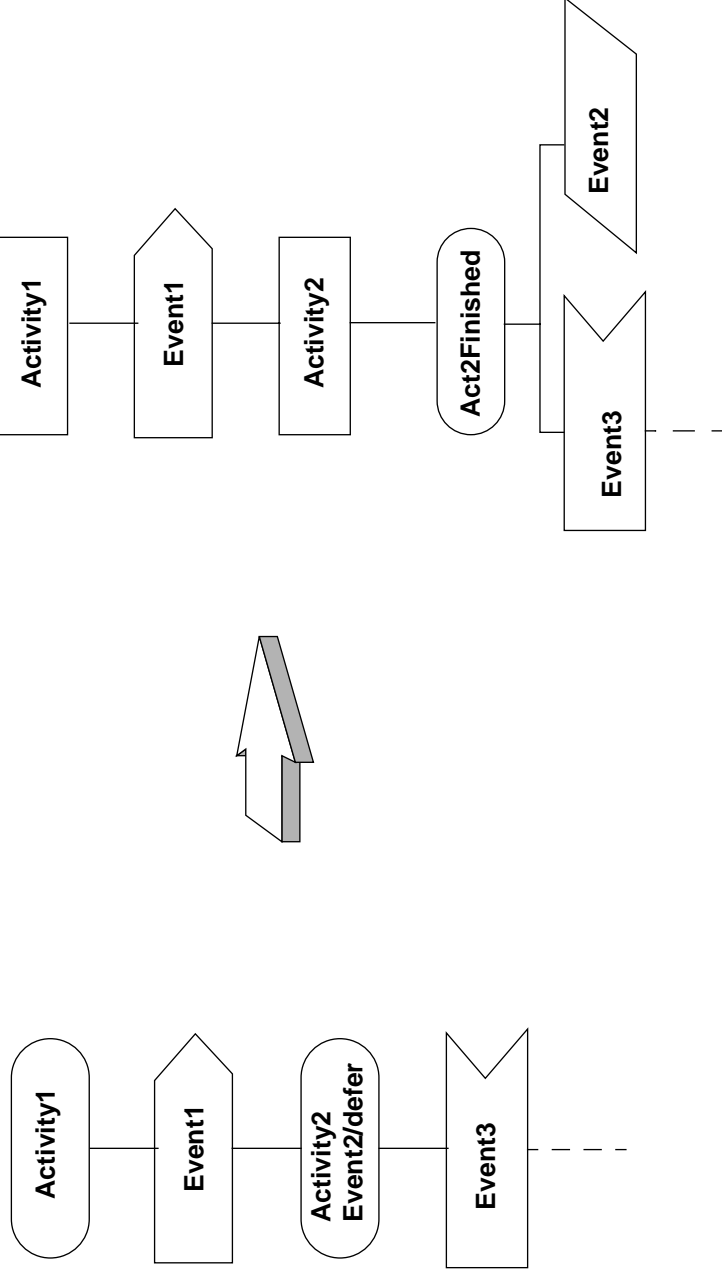 Activity1
Event1
Activity2
Event2/defer
Event3
Activity1
Event1
Activity2
Act2Finished
Event3
Event2